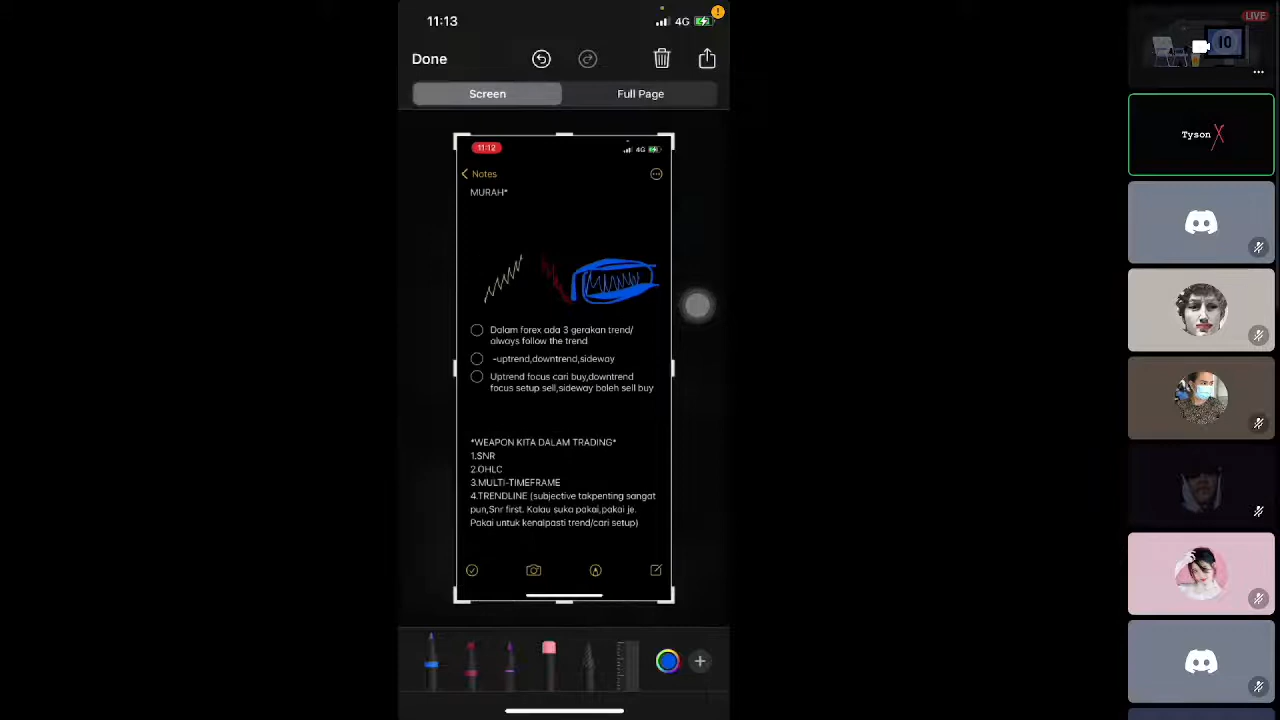 11:13
4G
LIVE
Done
Screen
Full Page
11:12
4G
Notes
MURAH*
Dalam forex ada 3 gerakan trend/
always follow the trend
-uptrend,downtrend,sideway
Uptrend focus cari buy,downtrend
focus setup sell,sideway boleh sell buy
*WEAPON KITA DALAM TRADING*
1.SNR
2.OHLC
3.MULTI-TIMEFRAME
4.TRENDLINE (subjective takpenting sangat
pun,Snr first. Kalau suka pakai,pakai je.
Pakai untuk kenalpasti trend/cari setup)
10
Tyson X